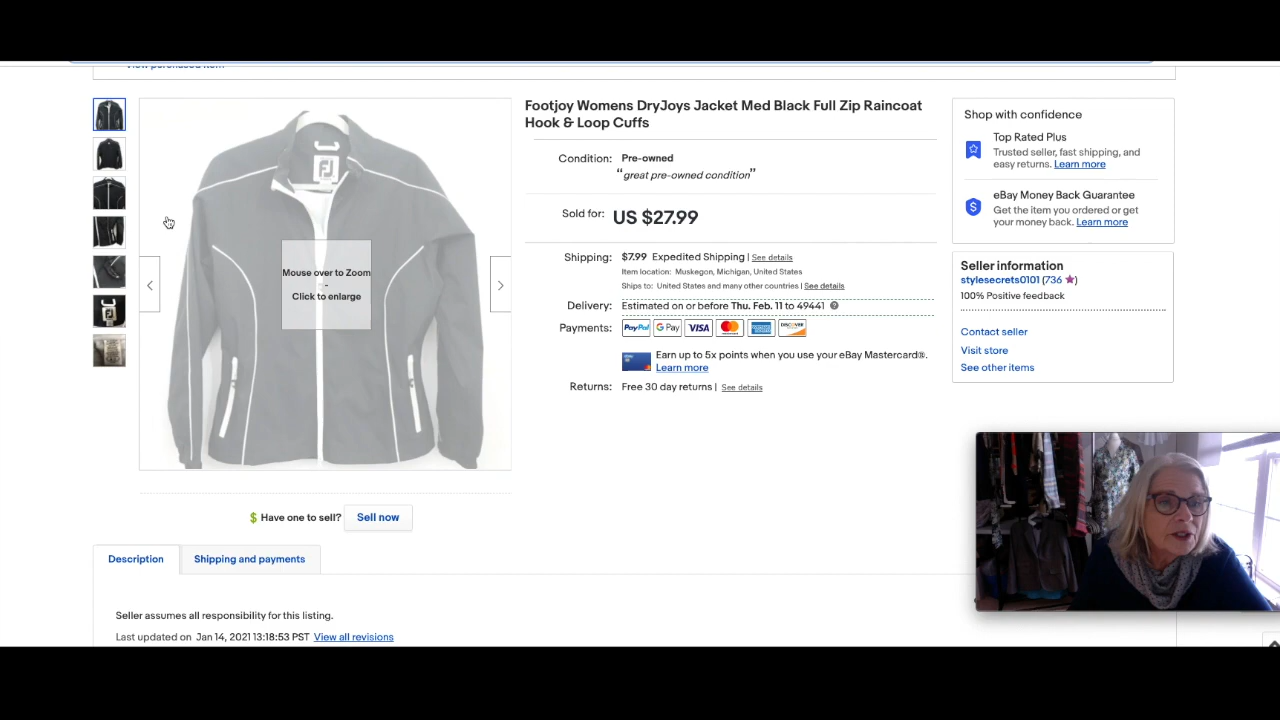 View purchased item
Footjoy Womens DryJoys Jacket Med Black Full Zip Raincoat
Hook & Loop Cuffs
Condition: Pre-owned
“great pre-owned condition”
Sold for: US $27.99
Shipping: $7.99 Expedited Shipping | See details
Item location: Muskegon, Michigan, United States
Ships to: United States and many other countries | See details
Delivery: Estimated on or before Thu. Feb. 11 to 49441
Payments: PayPal G Pay VISA DISCOVER
Earn up to 5x points when you use your eBay Mastercard®.
Learn more
Returns: Free 30 day returns | See details
FJ
Mouse over to Zoom
-
Click to enlarge
$ Have one to sell? Sell now
Shop with confidence
Top Rated Plus
Trusted seller, fast shipping, and
easy returns. Learn more
eBay Money Back Guarantee
Get the item you ordered or get
your money back. Learn more
Seller information
stylesecrets0101 (736)
100% Positive feedback
Contact seller
Visit store
See other items
Description
Shipping and payments
Seller assumes all responsibility for this listing.
Last updated on Jan 14, 2021 13:18:53 PST View all revisions